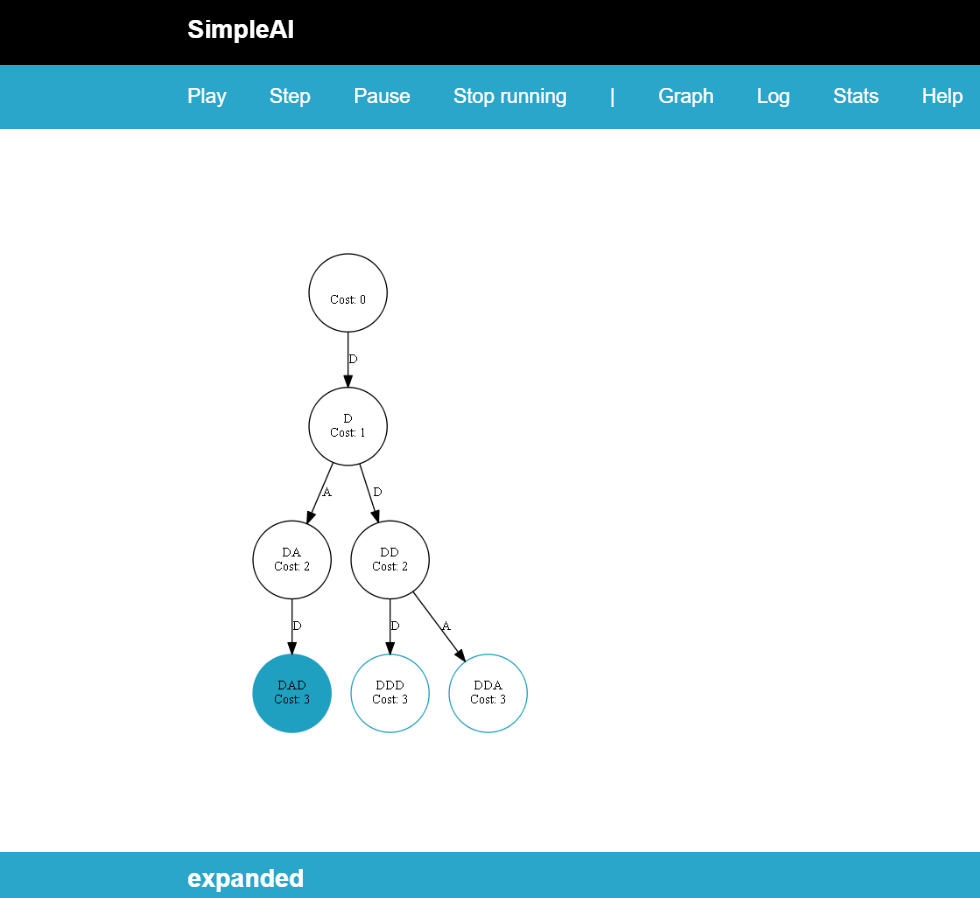 SimpleAI
Play Step Pause Stop running | Graph Log Stats Help
Cost: 0
D
D
Cost: 1
A D
DA
Cost: 2
DD
Cost: 2
D D A
DAD
Cost: 3
DDD
Cost: 3
DDA
Cost: 3
expanded